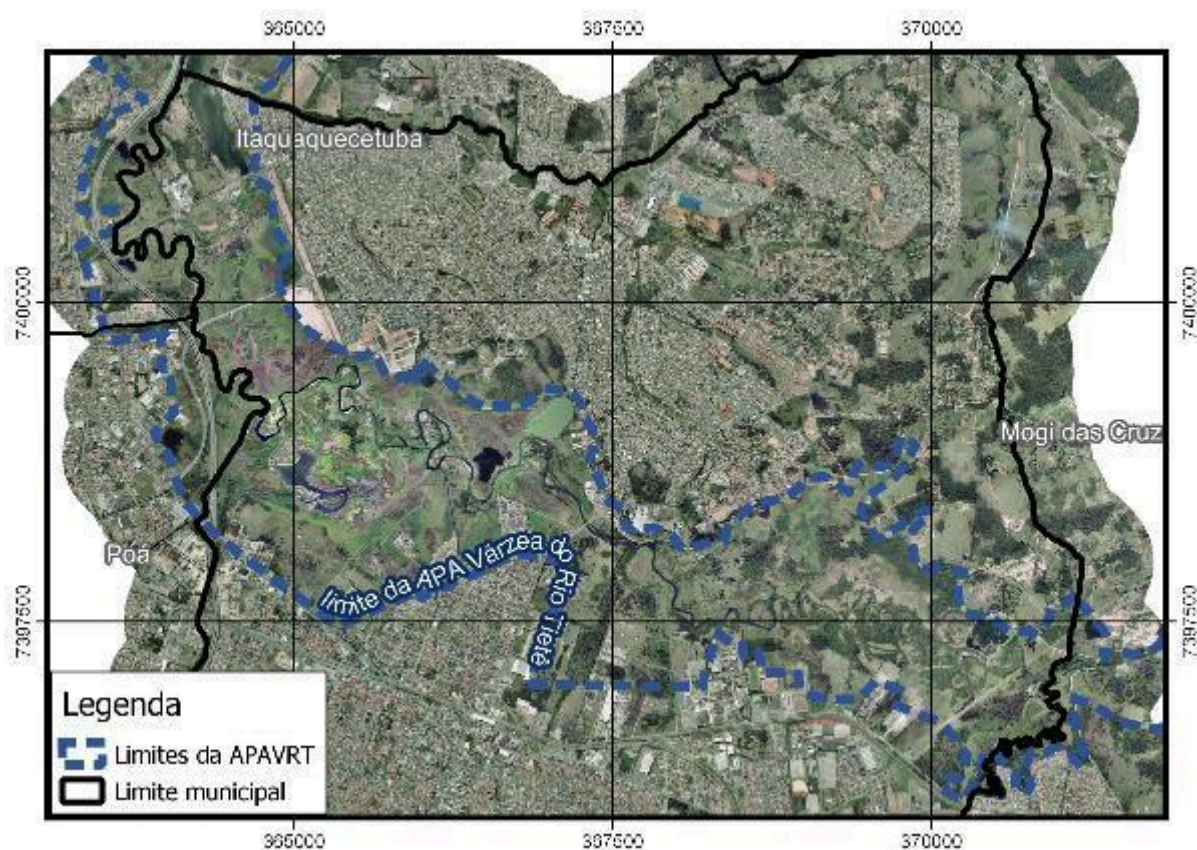 365000 367500 370000
Itaquaquecetuba
7400000 7400000
Mogi das Cruz
Poá
limite da APA Várzea do Rio Tietê
7397500 7397500
Legenda
Limites da APAVRT
Limite municipal
365000 367500 370000